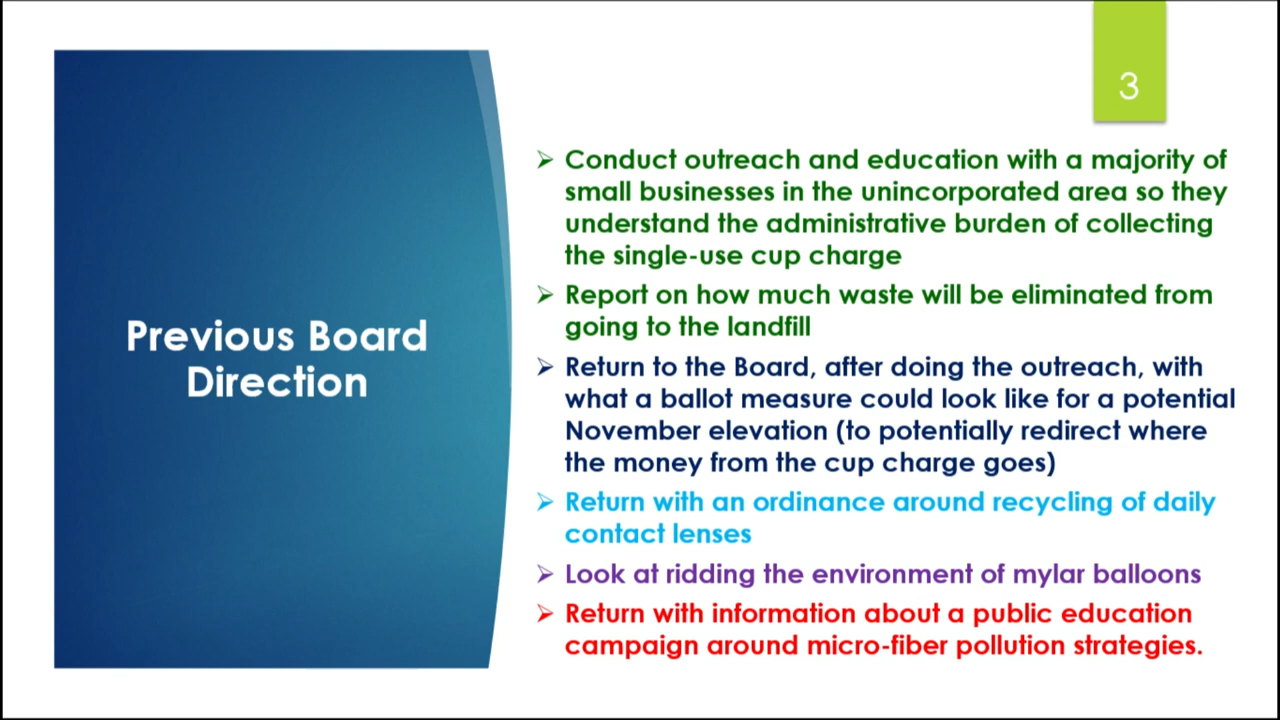 3
Previous Board
Direction
➢ Conduct outreach and education with a majority of
small businesses in the unincorporated area so they
understand the administrative burden of collecting
the single-use cup charge
➢ Report on how much waste will be eliminated from
going to the landfill
➢ Return to the Board, after doing the outreach, with
what a ballot measure could look like for a potential
November elevation (to potentially redirect where
the money from the cup charge goes)
➢ Return with an ordinance around recycling of daily
contact lenses
➢ Look at ridding the environment of mylar balloons
➢ Return with information about a public education
campaign around micro-fiber pollution strategies.